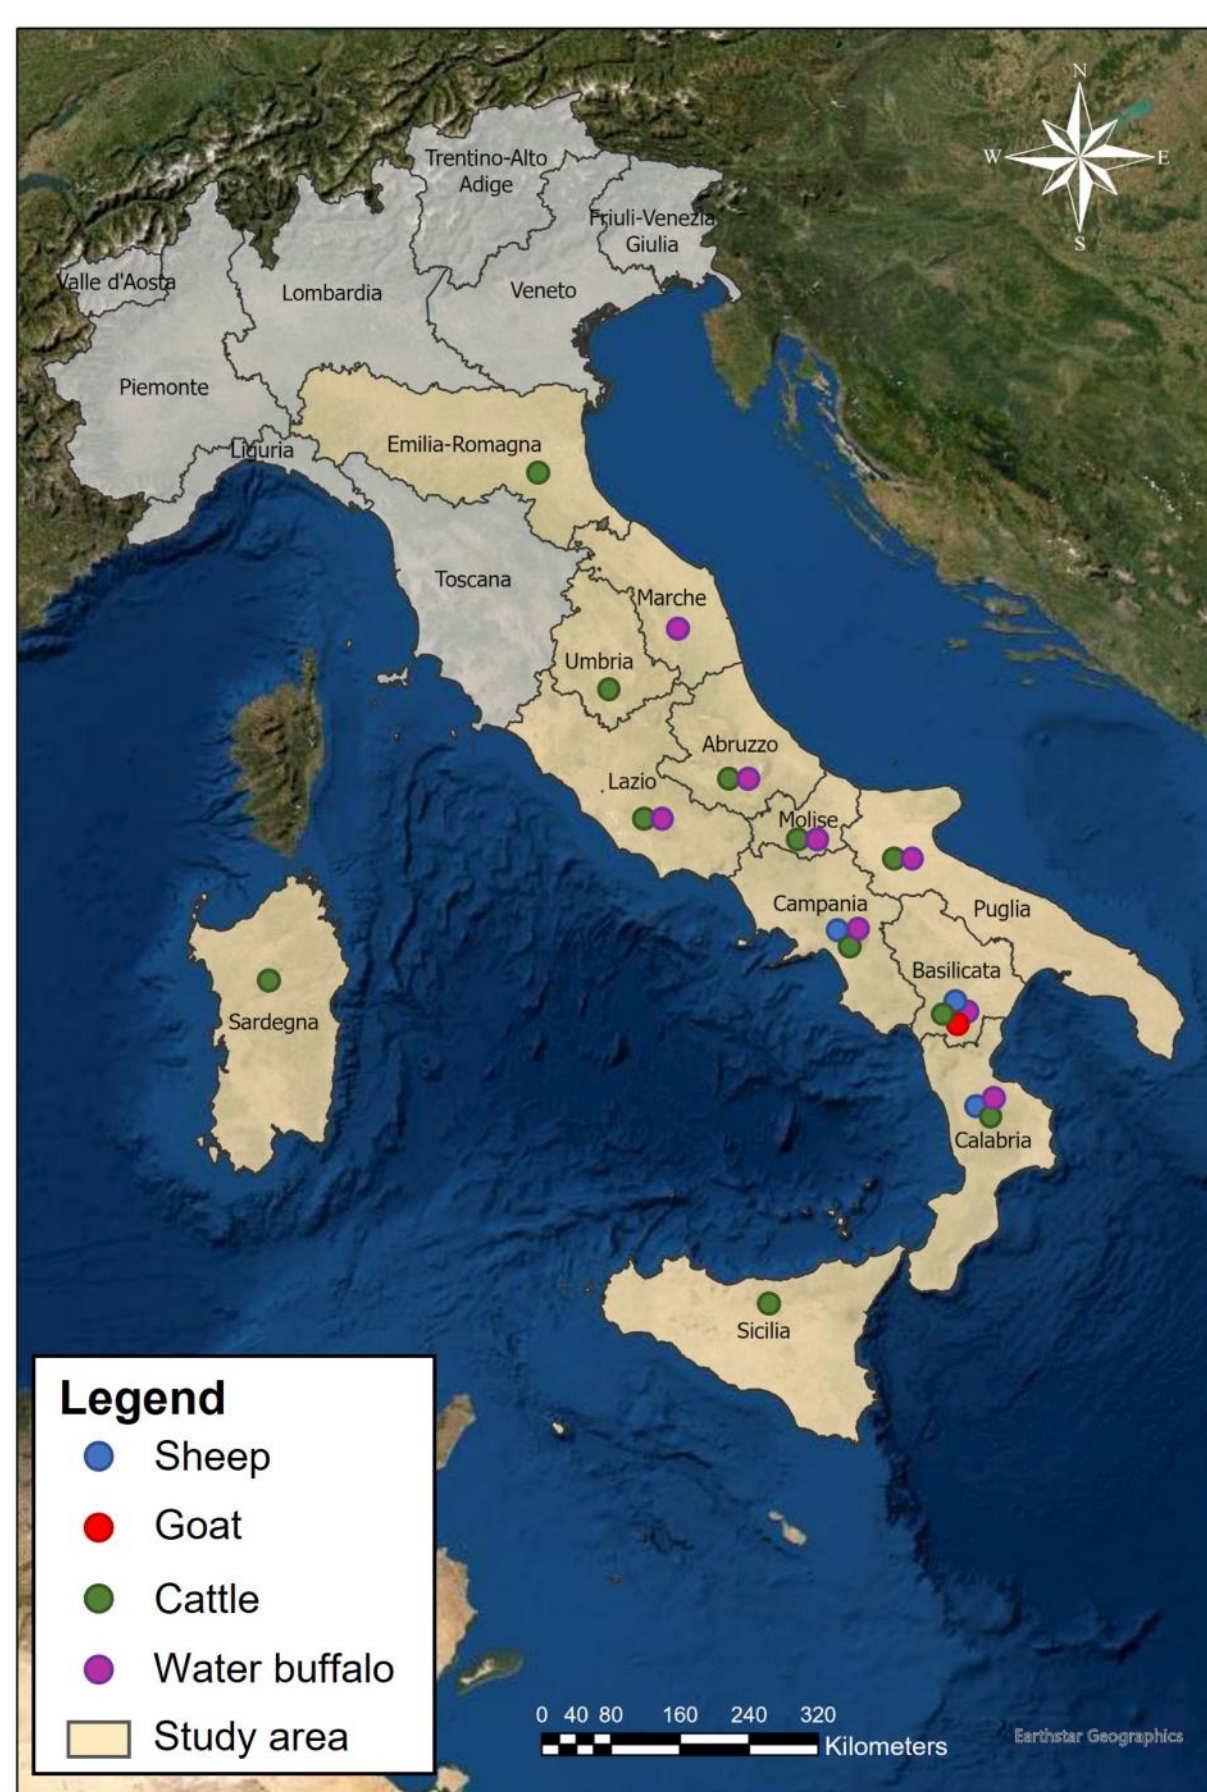 N
W
E
S
Trentino-Alto
Adige
Friuli-Venezia
Giulia
Valle d'Aosta
Lombardia
Veneto
Piemonte
Emilia-Romagna
Liguria
Toscana
Marche
Umbria
Abruzzo
Lazio
Molise
Campania
Puglia
Basilicata
Sardegna
Calabria
Sicilia
Legend
Sheep
Goat
Cattle
Water buffalo
Study area
0 40 80 160 240 320
Kilometers
Earthstar Geographics